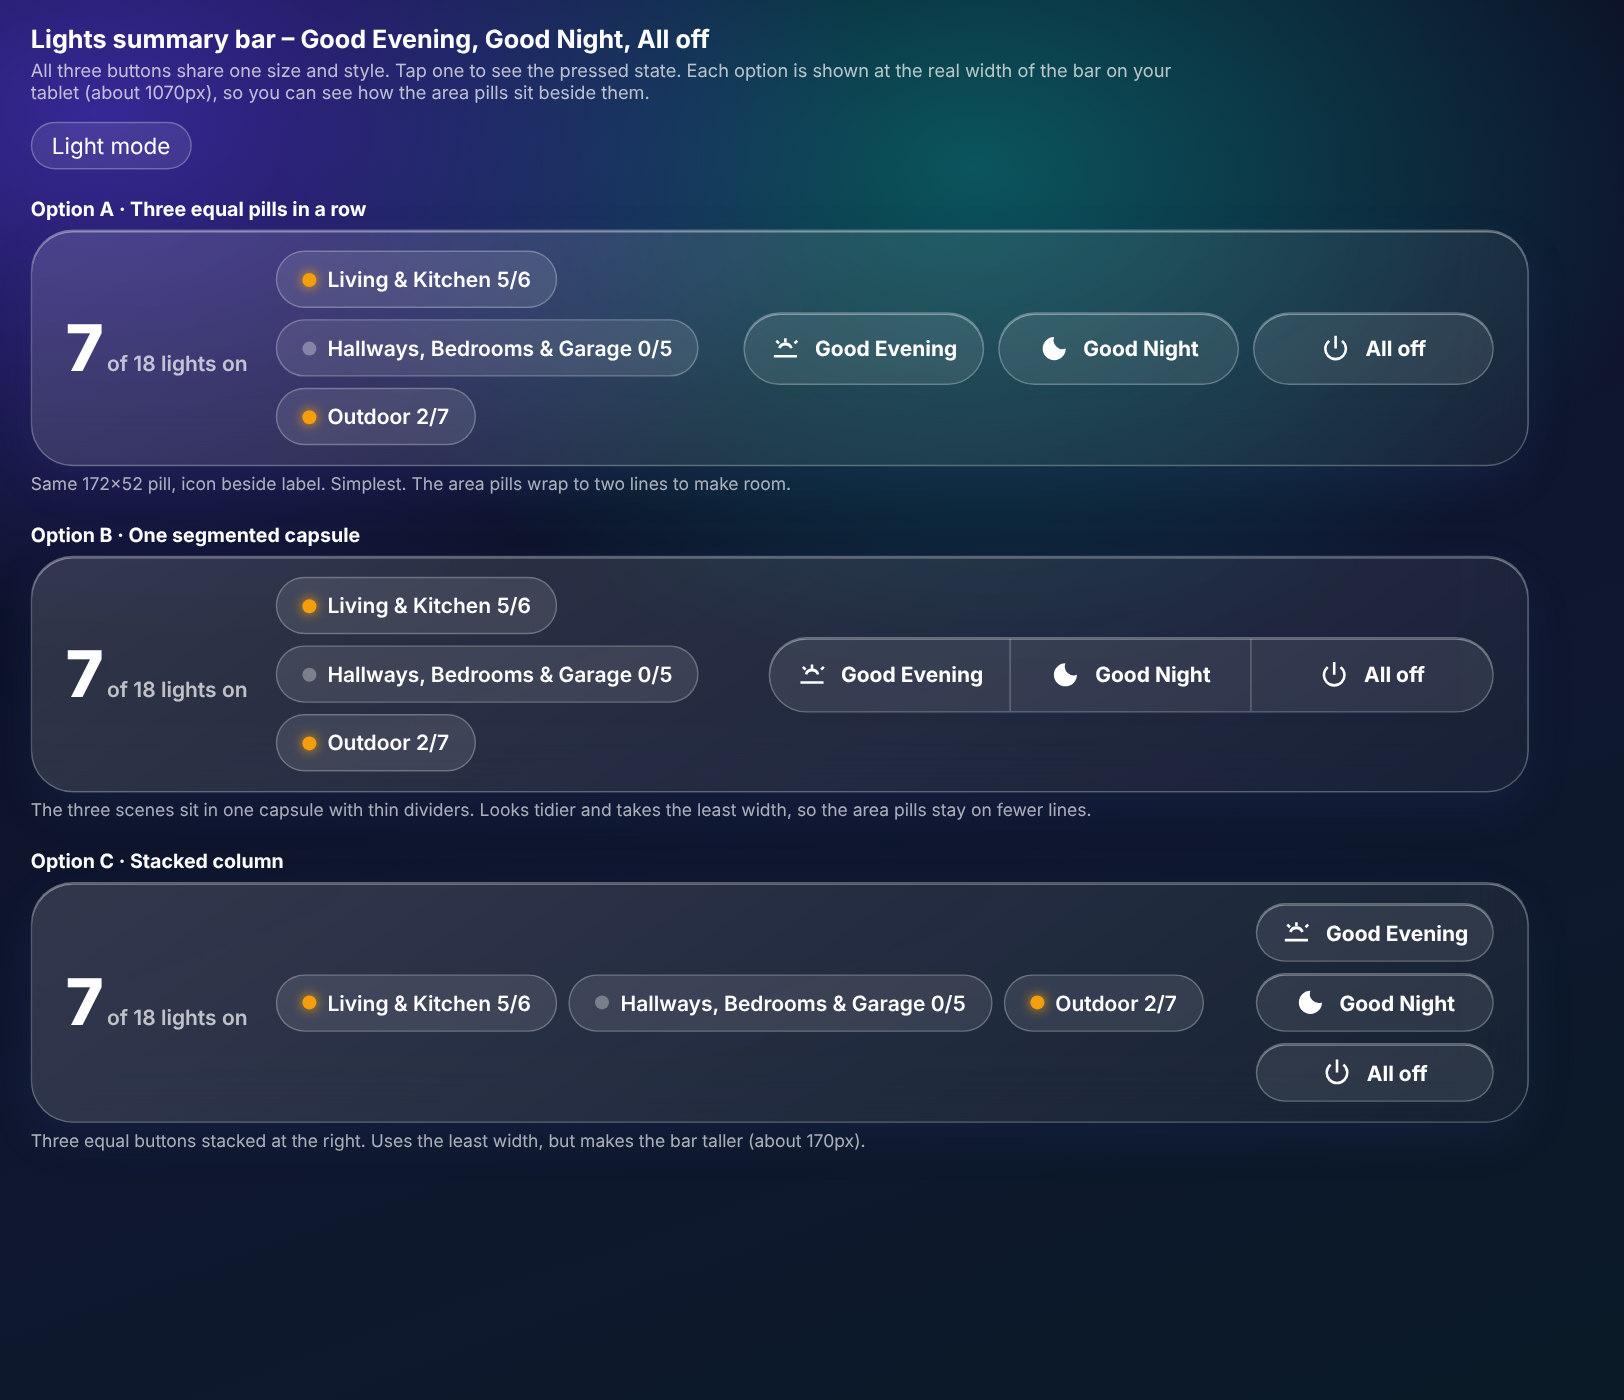 Lights summary bar – Good Evening, Good Night, All off
All three buttons share one size and style. Tap one to see the pressed state. Each option is shown at the real width of the bar on your
tablet (about 1070px), so you can see how the area pills sit beside them.
Light mode
Option A · Three equal pills in a row
7 of 18 lights on
Living & Kitchen 5/6
Hallways, Bedrooms & Garage 0/5
Outdoor 2/7
Good Evening
Good Night
All off
Same 172×52 pill, icon beside label. Simplest. The area pills wrap to two lines to make room.
Option B · One segmented capsule
7 of 18 lights on
Living & Kitchen 5/6
Hallways, Bedrooms & Garage 0/5
Outdoor 2/7
Good Evening
Good Night
All off
The three scenes sit in one capsule with thin dividers. Looks tidier and takes the least width, so the area pills stay on fewer lines.
Option C · Stacked column
7 of 18 lights on
Living & Kitchen 5/6
Hallways, Bedrooms & Garage 0/5
Outdoor 2/7
Good Evening
Good Night
All off
Three equal buttons stacked at the right. Uses the least width, but makes the bar taller (about 170px).